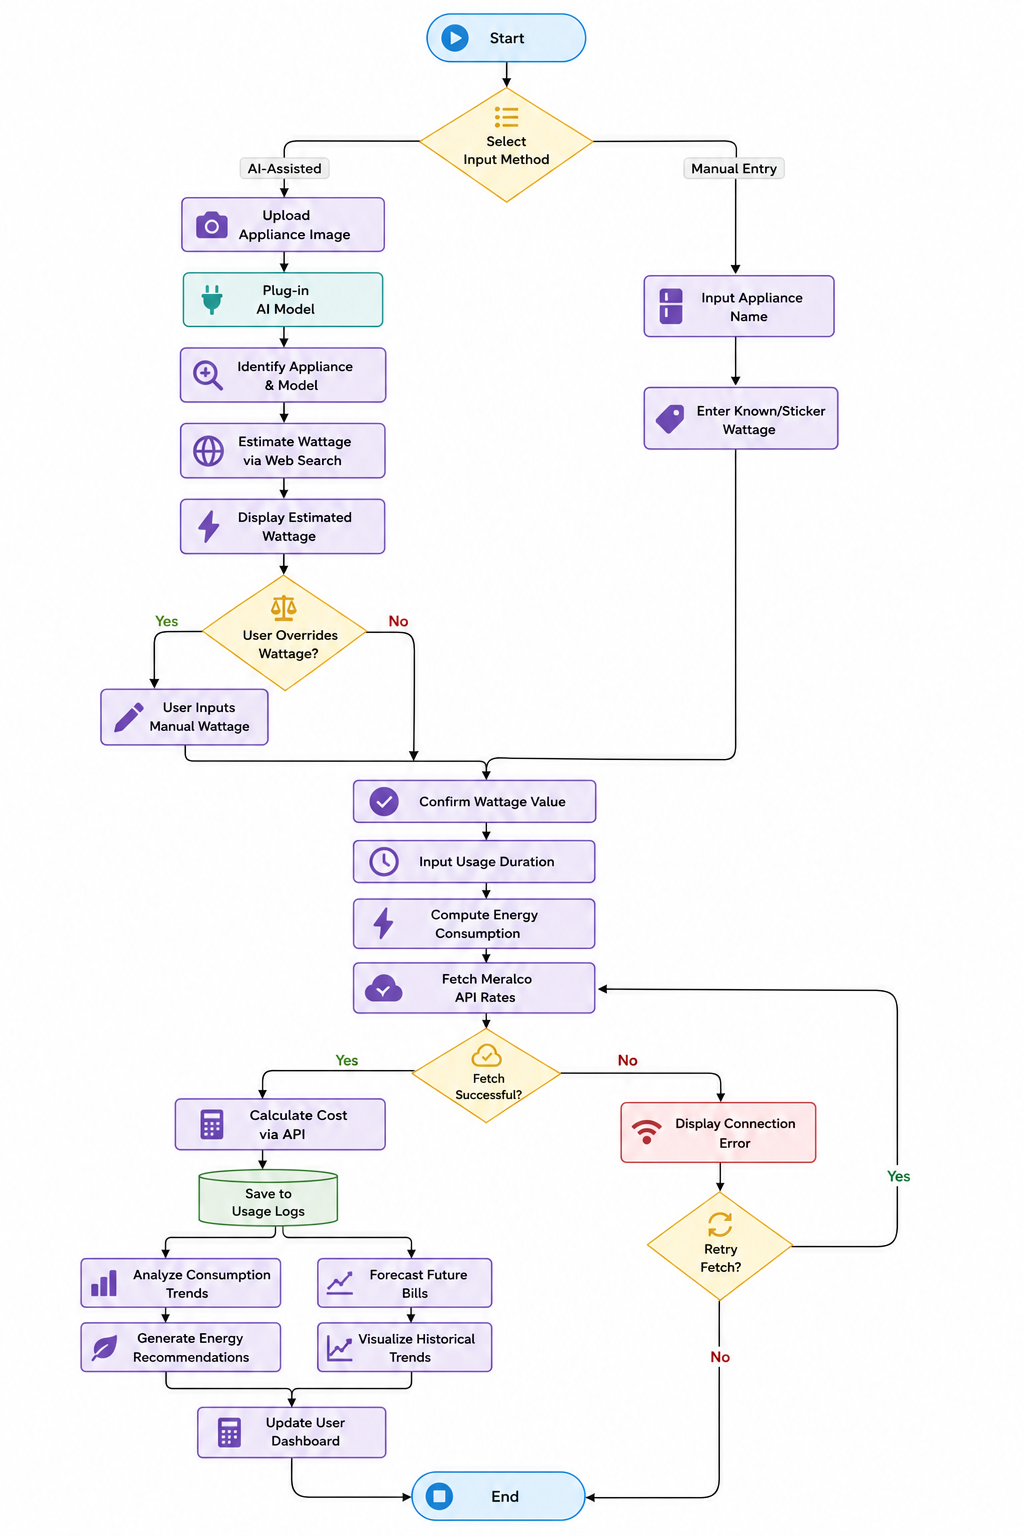 Start
Select
Input Method
AI-Assisted
Manual Entry
Upload
Appliance Image
Plug-in
AI Model
Input Appliance
Name
Identify Appliance
& Model
Enter Known/Sticker
Wattage
Estimate Wattage
via Web Search
Display Estimated
Wattage
Yes
User Overrides
Wattage?
No
User Inputs
Manual Wattage
Confirm Wattage Value
Input Usage Duration
Compute Energy
Consumption
Fetch Meralco
API Rates
Yes
Fetch
Successful?
No
Calculate Cost
via API
Display Connection
Error
Yes
Save to
Usage Logs
Retry
Fetch?
Analyze Consumption
Trends
Forecast Future
Bills
Generate Energy
Recommendations
Visualize Historical
Trends
No
Update User
Dashboard
End